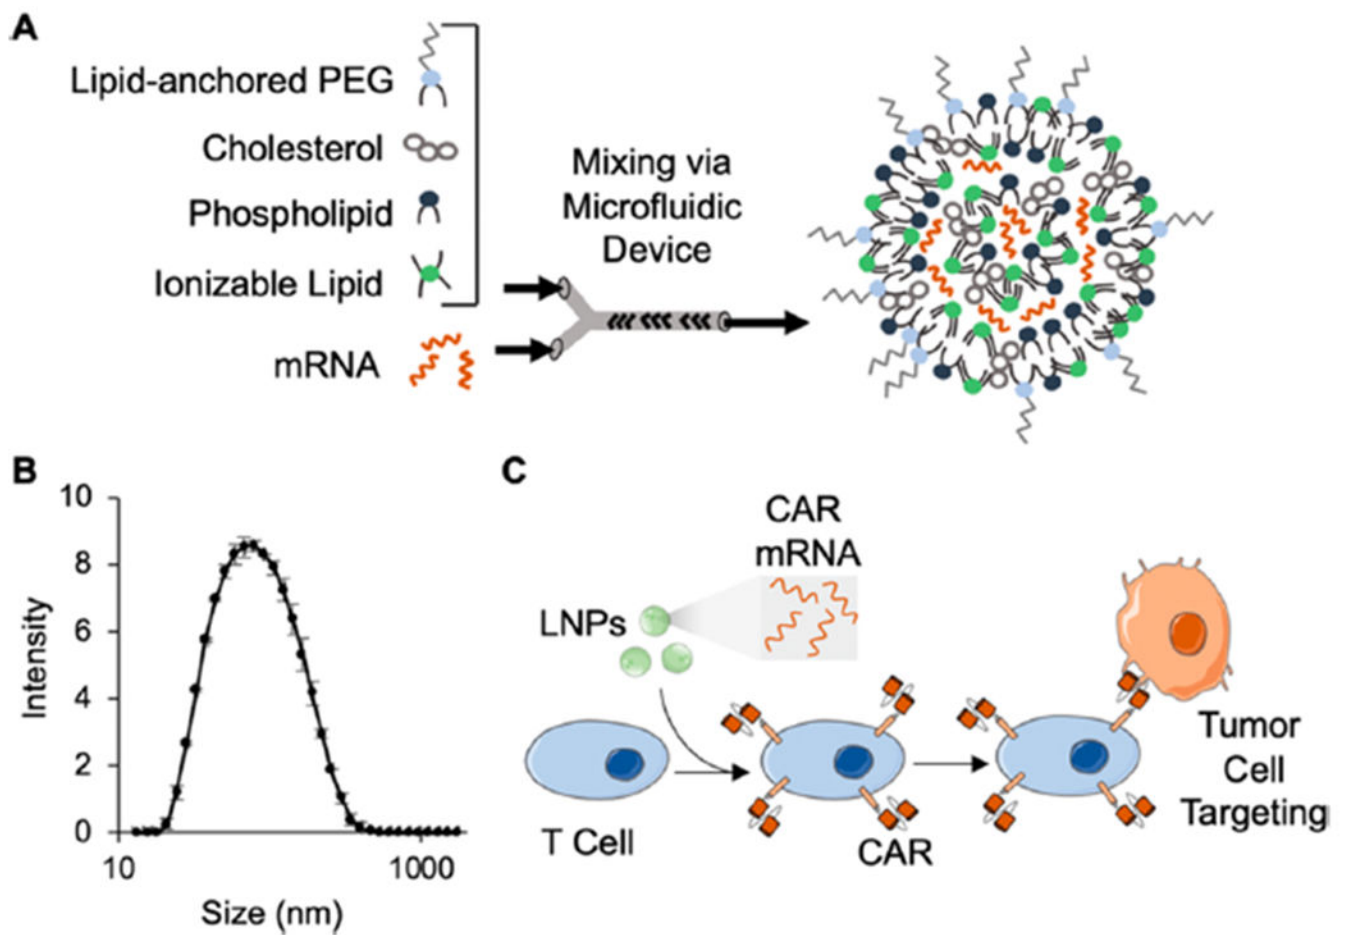 A
Lipid-anchored PEG
Cholesterol
Phospholipid
Ionizable Lipid
mRNA
Mixing via
Microfluidic
Device
B
10
8
6
4
2
0
Intensity
10
1000
Size (nm)
C
CAR
mRNA
LNPs
T Cell
CAR
Tumor
Cell
Targeting